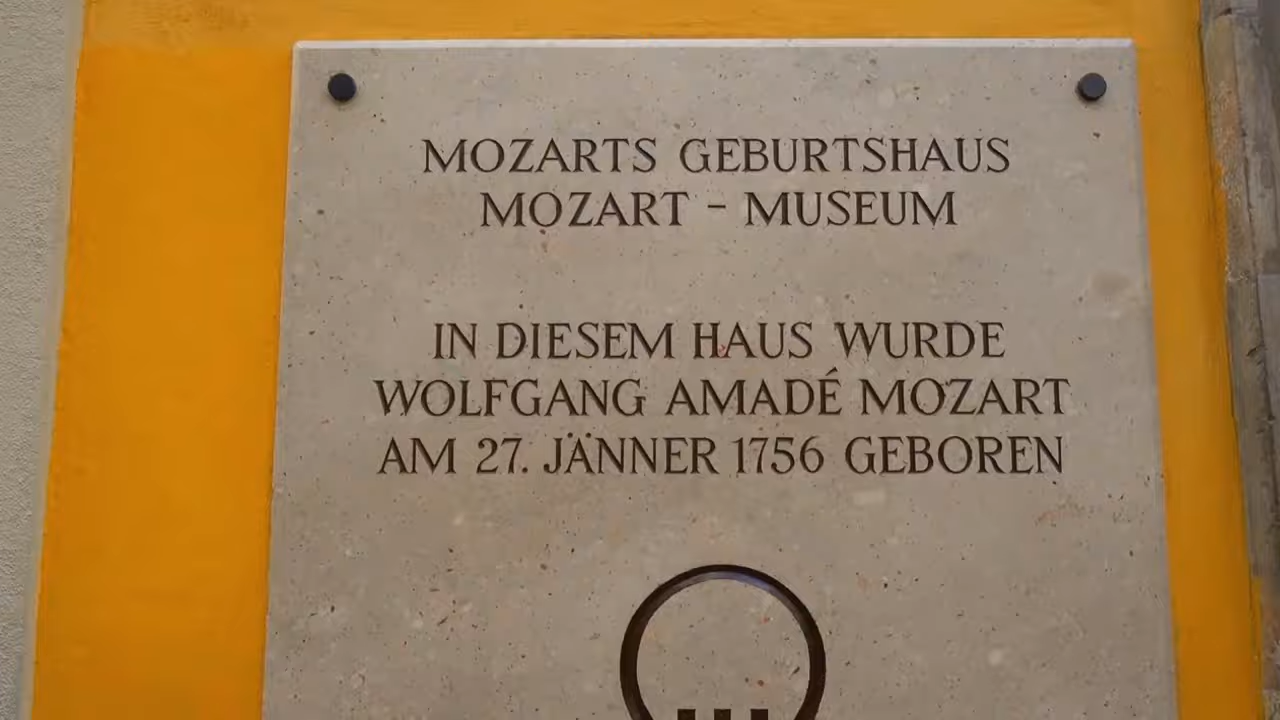 MOZARTS GEBURTSHAUS
MOZART - MUSEUM
IN DIESEM HAUS WURDE
WOLFGANG AMADÉ MOZART
AM 27. JÄNNER 1756 GEBOREN